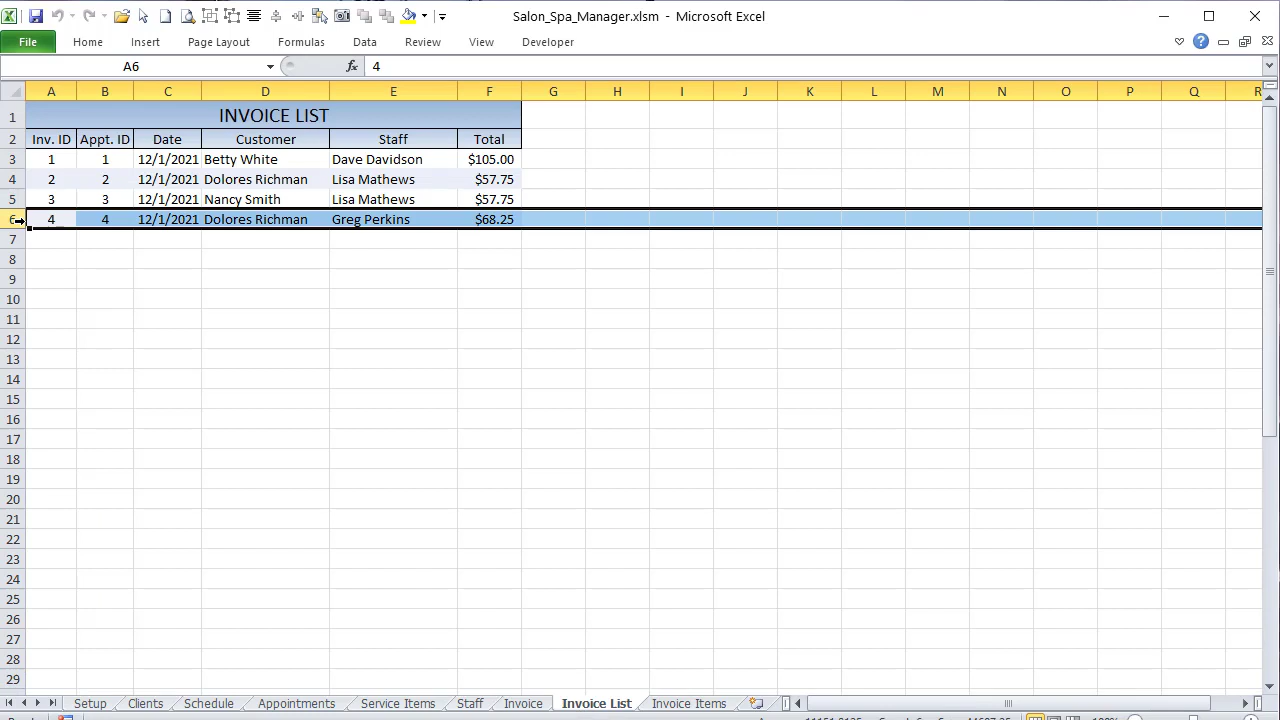 Salon_Spa_Manager.xlsm - Microsoft Excel
File Home Insert Page Layout Formulas Data Review View Developer
A6 fx 4
A B C D E F G H I J K L M N O P Q R
1 INVOICE LIST
2 Inv. ID Appt. ID Date Customer Staff Total
3 1 1 12/1/2021 Betty White Dave Davidson $105.00
4 2 2 12/1/2021 Dolores Richman Lisa Mathews $57.75
5 3 3 12/1/2021 Nancy Smith Lisa Mathews $57.75
6 4 4 12/1/2021 Dolores Richman Greg Perkins $68.25
7
8
9
10
11
12
13
14
15
16
17
18
19
20
21
22
23
24
25
26
27
28
29
Setup Clients Schedule Appointments Service Items Staff Invoice Invoice List Invoice Items